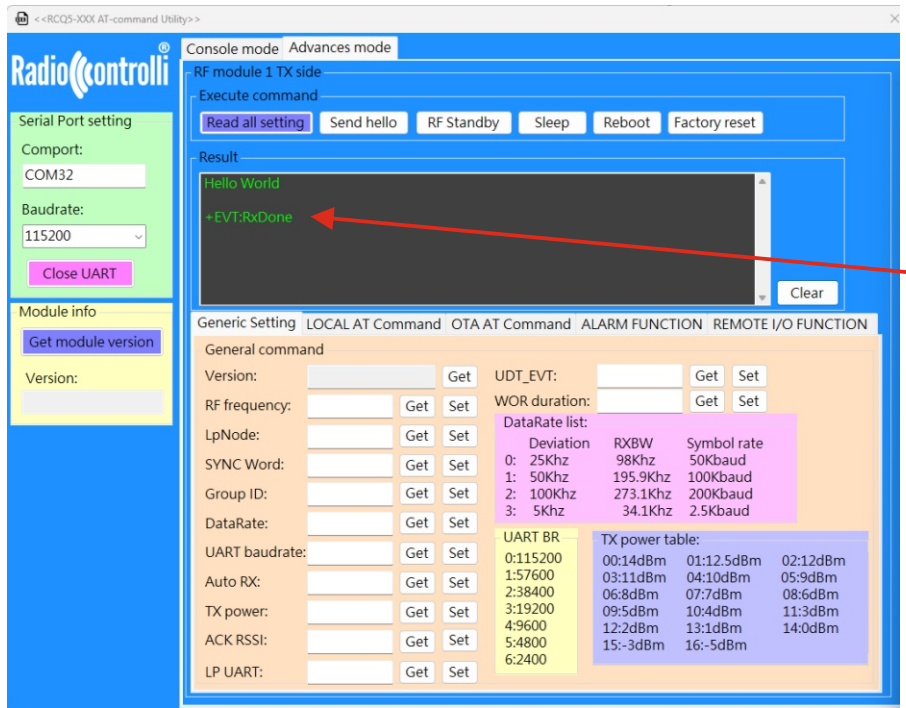 <<RCQ5-XXX AT-command Utility>>
Radiocontrolli®
Serial Port setting
Comport:
COM32
Baudrate:
115200
Close UART
Module info
Get module version
Version:
Console mode Advances mode
RF module 1 TX side
Execute command
Read all setting Send hello RF Standby Sleep Reboot Factory reset
Result
Hello World
+EVT:RxDone
Clear
Generic Setting LOCAL AT Command OTA AT Command ALARM FUNCTION REMOTE I/O FUNCTION
General command
Version: Get
RF frequency: Get Set
LpNode: Get Set
SYNC Word: Get Set
Group ID: Get Set
DataRate: Get Set
UART baudrate: Get Set
Auto RX: Get Set
TX power: Get Set
ACK RSSI: Get Set
LP UART: Get Set
UDT_EVT: Get Set
WOR duration: Get Set
DataRate list:
Deviation RXBW Symbol rate
0: 25Khz 98Khz 50Kbaud
1: 50Khz 195.9Khz 100Kbaud
2: 100Khz 273.1Khz 200Kbaud
3: 5Khz 34.1Khz 2.5Kbaud
UART BR
0:115200
1:57600
2:38400
3:19200
4:9600
5:4800
6:2400
TX power table:
00:14dBm 01:12.5dBm 02:12dBm
03:11dBm 04:10dBm 05:9dBm
06:8dBm 07:7dBm 08:6dBm
09:5dBm 10:4dBm 11:3dBm
12:2dBm 13:1dBm 14:0dBm
15:-3dBm 16:-5dBm